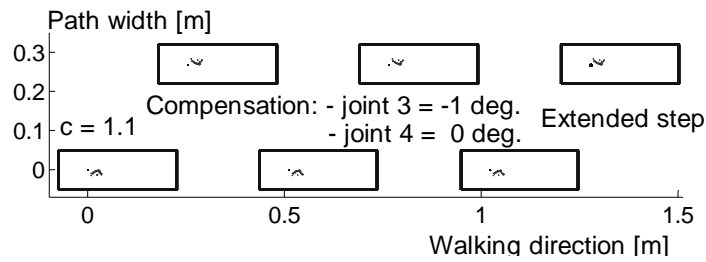 Path width [m]
0.3
0.2
Compensation: - joint 3 = -1 deg.
Extended step
0.1
c = 1.1
- joint 4 = 0 deg.
0
0
0.5
1
1.5
Walking direction [m]